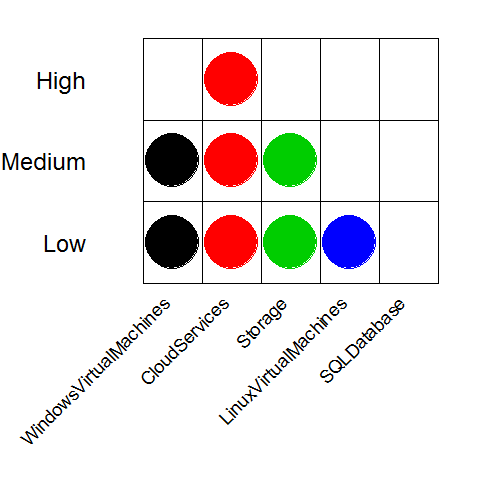 High
Medium
Low
WindowsVirtualMachines
CloudServices
Storage
LinuxVirtualMachines
SQLDatabase